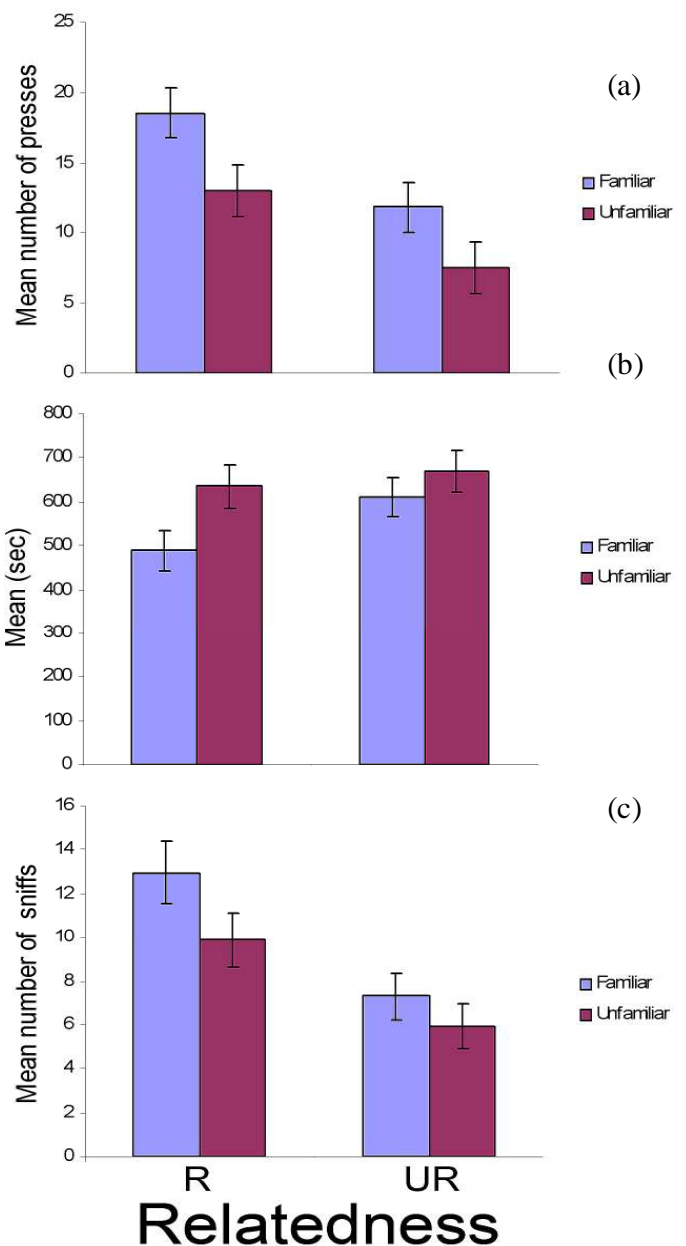 25
20
15
10
5
0
Mean number of presses
(a)
Familiar
Unfamiliar
(b)
800
700
600
500
400
300
200
100
0
Mean (sec)
Familiar
Unfamiliar
(c)
16
14
12
10
8
6
4
2
0
Mean number of sniffs
Familiar
Unfamiliar
R UR
Relatedness